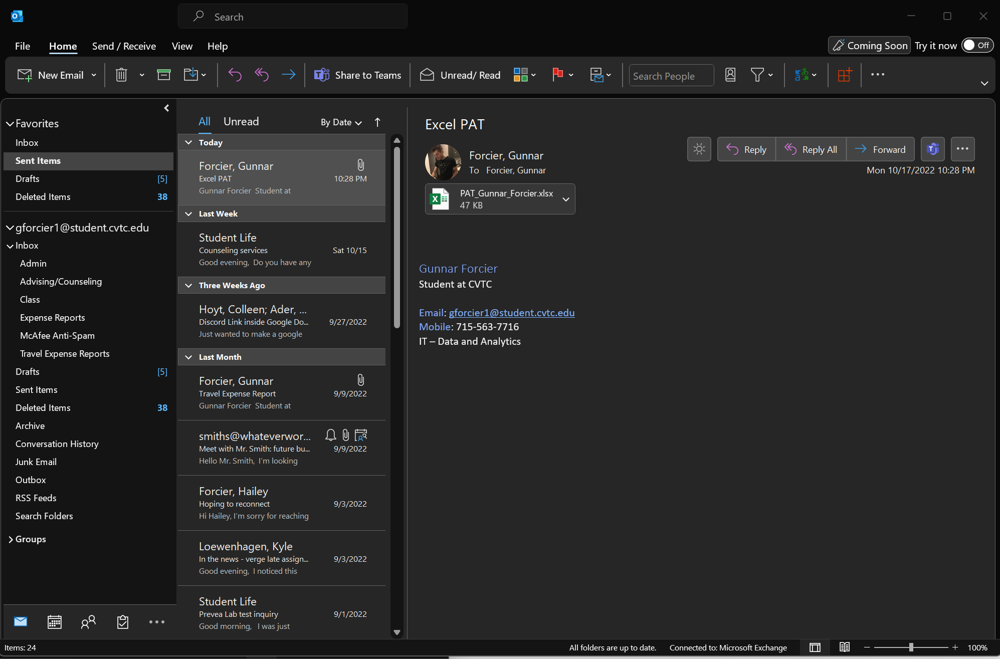 Search
File Home Send / Receive View Help
Coming Soon Try it now Off
New Email
Share to Teams
Unread/ Read
Search People
Favorites
Inbox
Sent Items
Drafts [5]
Deleted Items 38
gforcier1@student.cvtc.edu
Inbox
Admin
Advising/Counseling
Class
Expense Reports
McAfee Anti-Spam
Travel Expense Reports
Drafts [5]
Sent Items
Deleted Items 38
Archive
Conversation History
Junk Email
Outbox
RSS Feeds
Search Folders
Groups
All Unread By Date
Today
Forcier, Gunnar
Excel PAT 10:28 PM
Gunnar Forcier Student at
Last Week
Student Life
Counseling services Sat 10/15
Good evening, Do you have any
Three Weeks Ago
Hoyt, Colleen; Ader, ...
Discord Link inside Google Do... 9/27/2022
Just wanted to make a google
Last Month
Forcier, Gunnar
Travel Expense Report 9/9/2022
Gunnar Forcier Student at
smiths@whateverwor...
Meet with Mr. Smith: future bu... 9/9/2022
Hello Mr. Smith, I'm looking
Forcier, Hailey
Hoping to reconnect 9/3/2022
Hi Hailey, I'm sorry for reaching
Loewenhagen, Kyle
In the news - verge late assign... 9/3/2022
Good evening, I noticed this
Student Life
Prevea Lab test inquiry 9/1/2022
Good morning, I was just
Excel PAT
Forcier, Gunnar
To Forcier, Gunnar
Reply Reply All Forward
Mon 10/17/2022 10:28 PM
PAT_Gunnar_Forcier.xlsx
47 KB
Gunnar Forcier
Student at CVTC
Email: gforcier1@student.cvtc.edu
Mobile: 715-563-7716
IT – Data and Analytics
Items: 24
All folders are up to date. Connected to: Microsoft Exchange 100%